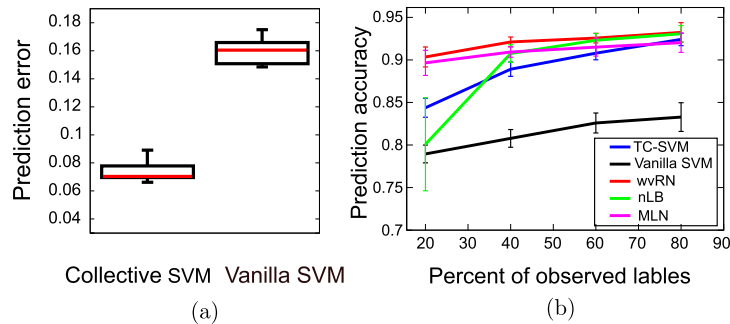 (a)
Prediction error
0.18
0.16
0.14
0.12
0.1
0.08
0.06
0.04
Collective SVM
Vanilla SVM
(b)
Prediction accuracy
0.95
0.9
0.85
0.8
0.75
0.7
TC-SVM
Vanilla SVM
wvRN
nLB
MLN
20 30 40 50 60 70 80 90
Percent of observed lables